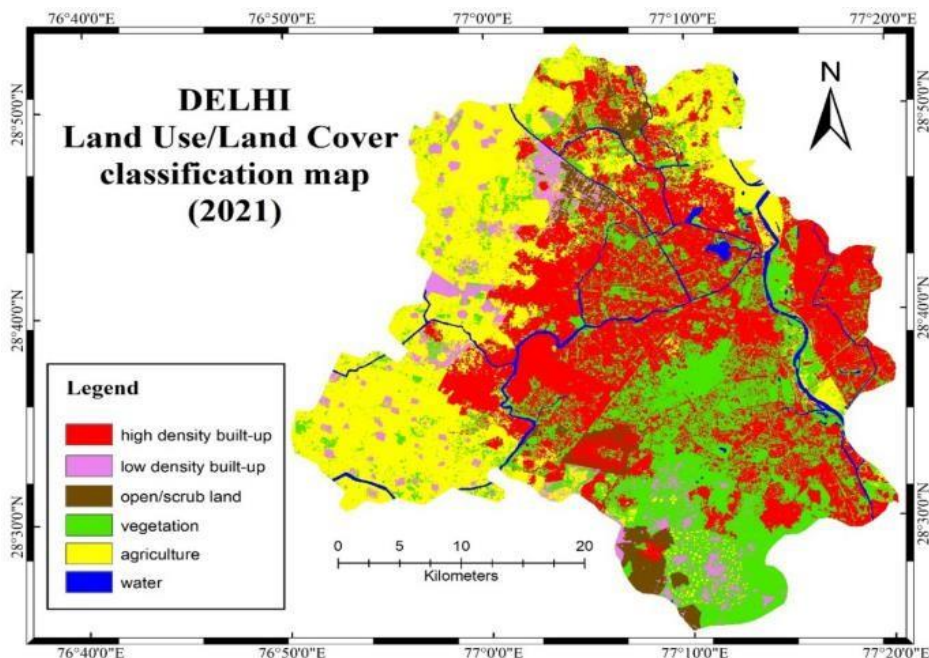 76°40'0"E 76°50'0"E 77°00'0"E 77°10'0"E 77°20'0"E
DELHI
Land Use/Land Cover
classification map
(2021)
N
28°50'0"N
28°50'0"N
28°40'0"N
28°40'0"N
28°30'0"N
28°30'0"N
Legend
high density built-up
low density built-up
open/scrub land
vegetation
agriculture
water
0 5 10 20
Kilometers
76°40'0"E 76°50'0"E 77°00'0"E 77°10'0"E 77°20'0"E